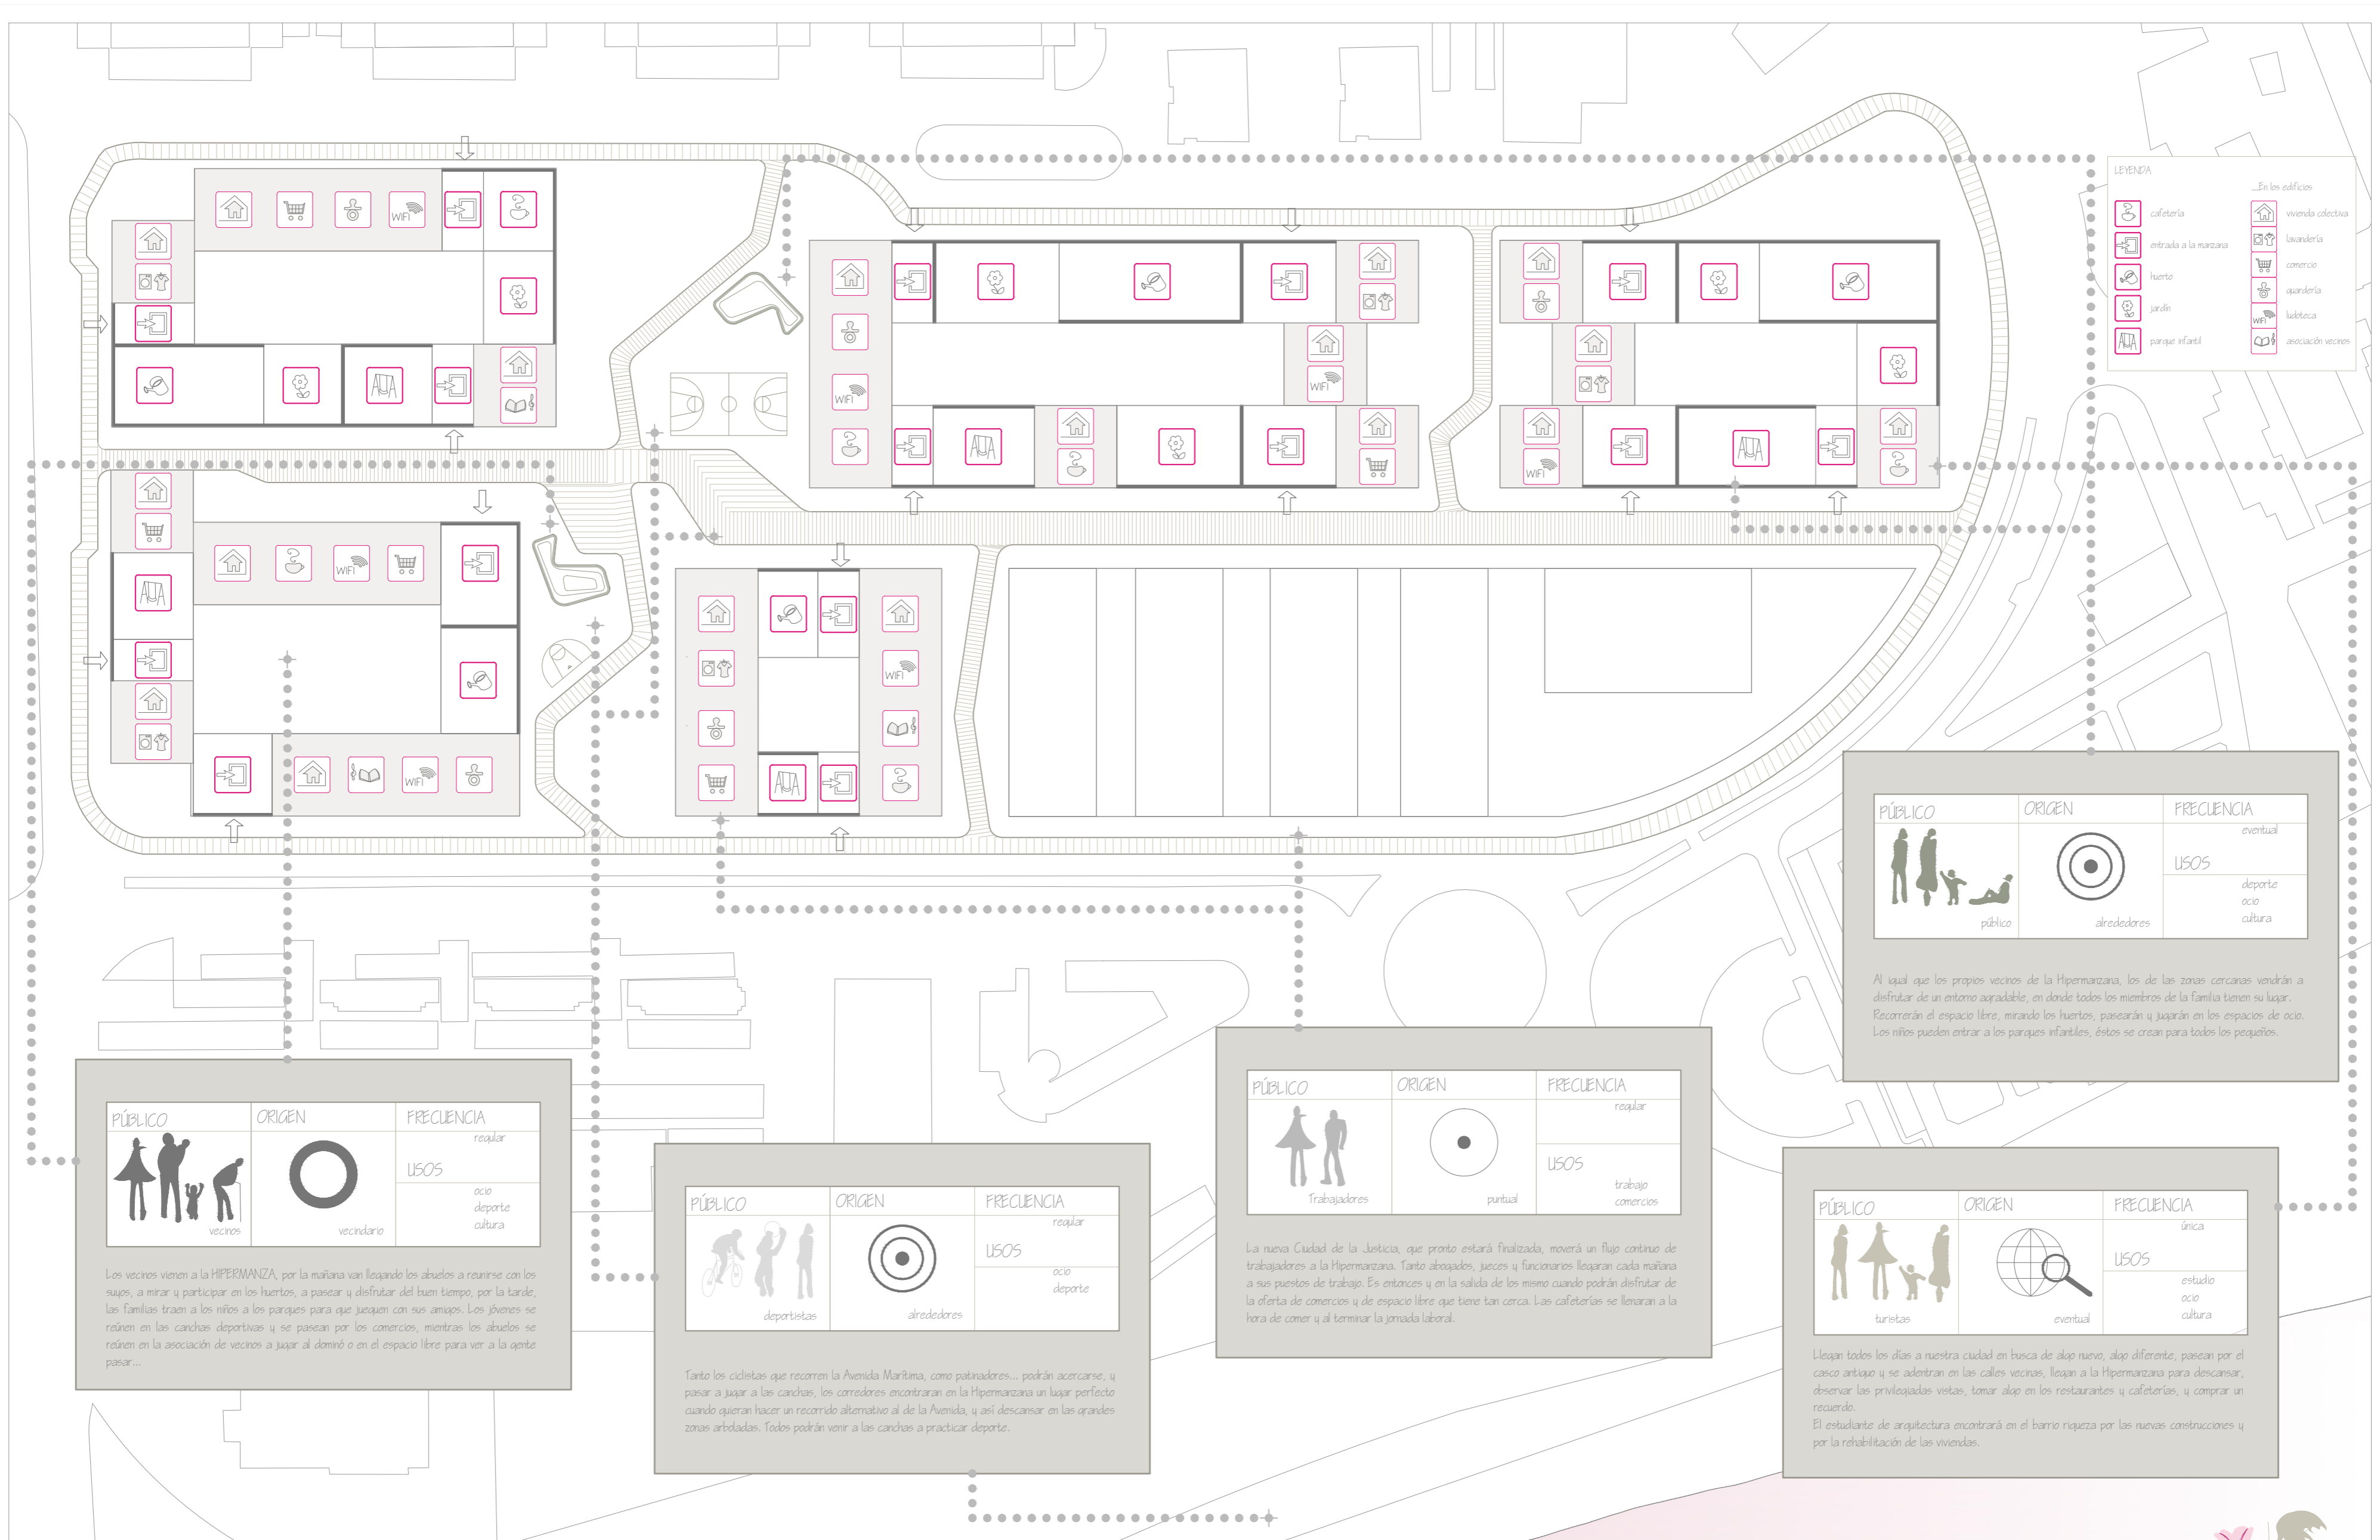 LEYENDA
...En los edificios
cafetería
vivienda colectiva
entrada a la manzana
lavandería
huerto
comercio
jardín
guardería
parque infantil
ludoteca
asociación vecinos
WIFI
WIFI
WIFI
WIFI
WIFI
WIFI
WIFI
WIFI
PÚBLICO
ORIGEN
FRECUENCIA
eventual
USOS
deporte
ocio
cultura
público
alrededores
Al igual que los propios vecinos de la Hipermanzana, los de las zonas cercanas vendrán a
disfrutar de un entorno agradable, en donde todos los miembros de la familia tienen su lugar.
Recorrerán el espacio libre, mirando los huertos, pasearán y jugarán en los espacios de ocio.
Los niños pueden entrar a los parques infantiles, éstos se crean para todos los pequeños.
PÚBLICO
ORIGEN
FRECUENCIA
regular
USOS
ocio
deporte
cultura
vecinos
vecindario
Los vecinos vienen a la HIPERMANZA, por la mañana van llegando los abuelos a reunirse con los
suyos, a mirar y participar en los huertos, a pasear y disfrutar del buen tiempo, por la tarde,
las familias traen a los niños a los parques para que jueguen con sus amigos. Los jóvenes se
reúnen en las canchas deportivas y se pasean por los comercios, mientras los abuelos se
reúnen en la asociación de vecinos a jugar al dominó o en el espacio libre para ver a la gente
pasar...
PÚBLICO
ORIGEN
FRECUENCIA
regular
USOS
ocio
deporte
deportistas
alrededores
Tanto los ciclistas que recorren la Avenida Marítima, como patinadores... podrán acercarse, y
pasar a jugar a las canchas, los corredores encontraran en la Hipermanzana un lugar perfecto
cuando quieran hacer un recorrido alternativo al de la Avenida, y así descansar en las grandes
zonas arboladas. Todos podrán venir a las canchas a practicar deporte.
PÚBLICO
ORIGEN
FRECUENCIA
regular
USOS
trabajo
comercios
Trabajadores
puntual
La nueva Ciudad de la Justicia, que pronto estará finalizada, moverá un flujo continuo de
trabajadores a la Hipermanzana. Tanto abogados, jueces y funcionarios llegaran cada mañana
a sus puestos de trabajo. Es entonces y en la salida de los mismo cuando podrán disfrutar de
la oferta de comercios y de espacio libre que tiene tan cerca. Las cafeterías se llenaran a la
hora de comer y al terminar la jornada laboral.
PÚBLICO
ORIGEN
FRECUENCIA
única
USOS
estudio
ocio
cultura
turistas
eventual
Llegan todos los días a nuestra ciudad en busca de algo nuevo, algo diferente, pasean por el
casco antiguo y se adentran en las calles vecinas, llegan a la Hipermanzana para descansar,
observar las privilegiadas vistas, tomar algo en los restaurantes y cafeterías, y comprar un
recuerdo.
El estudiante de arquitectura encontrará en el barrio riqueza por las nuevas construcciones y
por la rehabilitación de las viviendas.